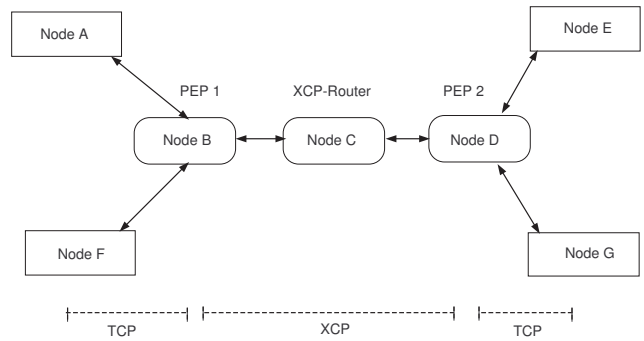 Node A
Node E
PEP 1
XCP-Router
PEP 2
Node B
Node C
Node D
Node F
Node G
TCP
XCP
TCP